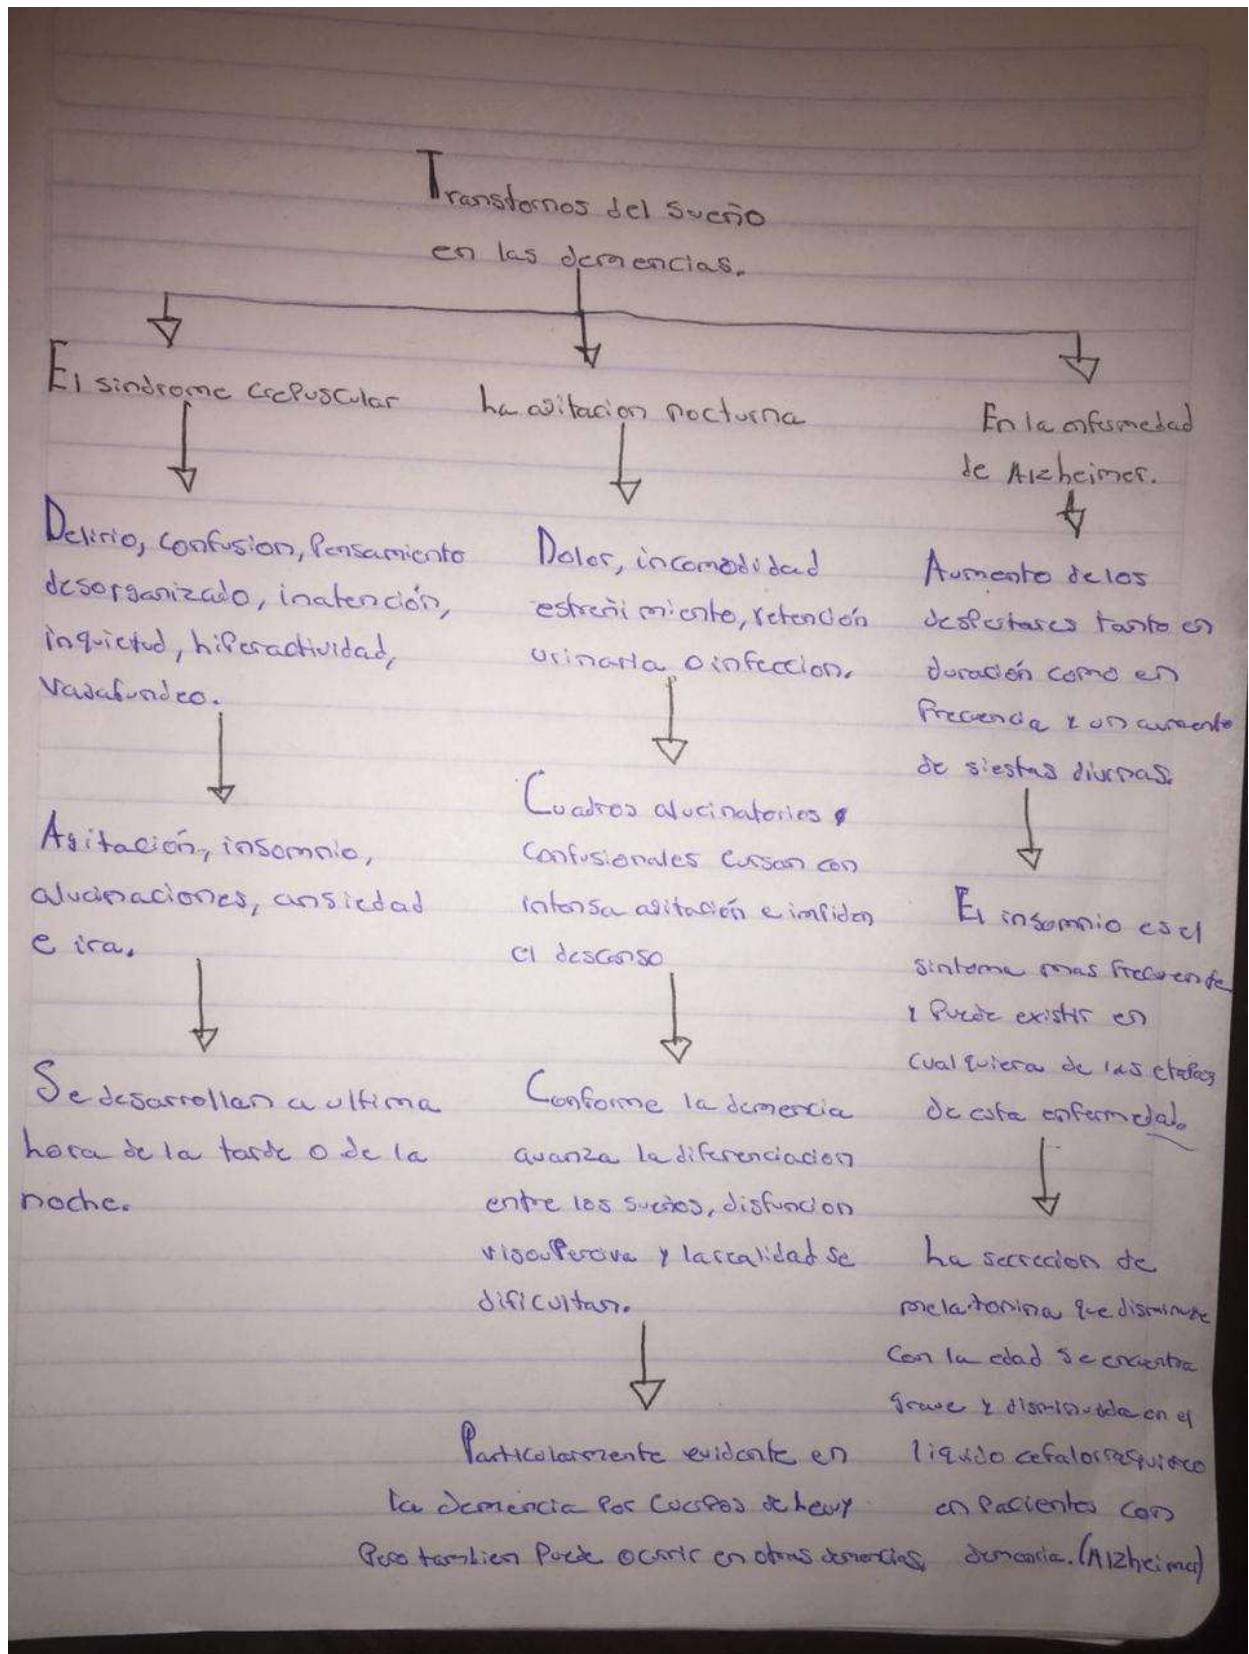 Transtornos del sueño
en las demencias.
El sindrome crepuscular
Delirio, confusion, Pensamiento
desorganizado, inatención,
inquietud, hiperactividad,
vagabundeo.
Agitación, insomnio,
alucinaciones, ansiedad
e ira.
Se desarrollan a ultima
hora de la tarde o de la
noche.
La agitacion nocturna
Dolor, incomodidad
estreñimiento, retención
urinaria o infeccion.
Cuadros alucinatorios
confusionales cursan con
intensa agitación e impiden
el descanso
Conforme la demencia
avanza la diferenciacion
entre los sueños, disfuncion
y la realidad se
dificultan.
Particularmente evidente en
la demencia por cuerpos de Lewy
Pero tambien puede ocurrir en otras demencias.
En la enfermedad
de Alzheimer.
Aumento de los
despertares tanto en
duración como en
frecuencia y un aumento
de siestas diurnas.
El insomnio es el
sintoma mas frecuente
y Puede existir en
cualquiera de las etapas
de esta enfermedad.
La secrecion de
melatonina que disminuye
con la edad se encuentra
grave y disminuida en el
liquido cefalorraquideo
en pacientes con
demencia. (Alzheimer)